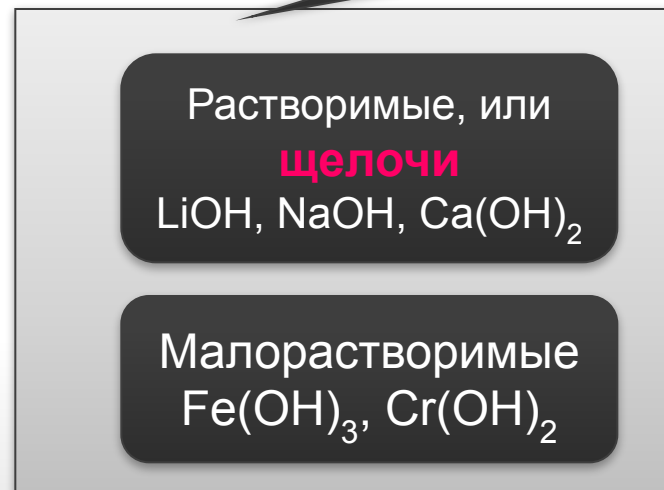 Растворимые, или
щелочи
LiOH, NaOH, Ca(OH)₂
Малорастворимые
Fe(OH)₃, Cr(OH)₂